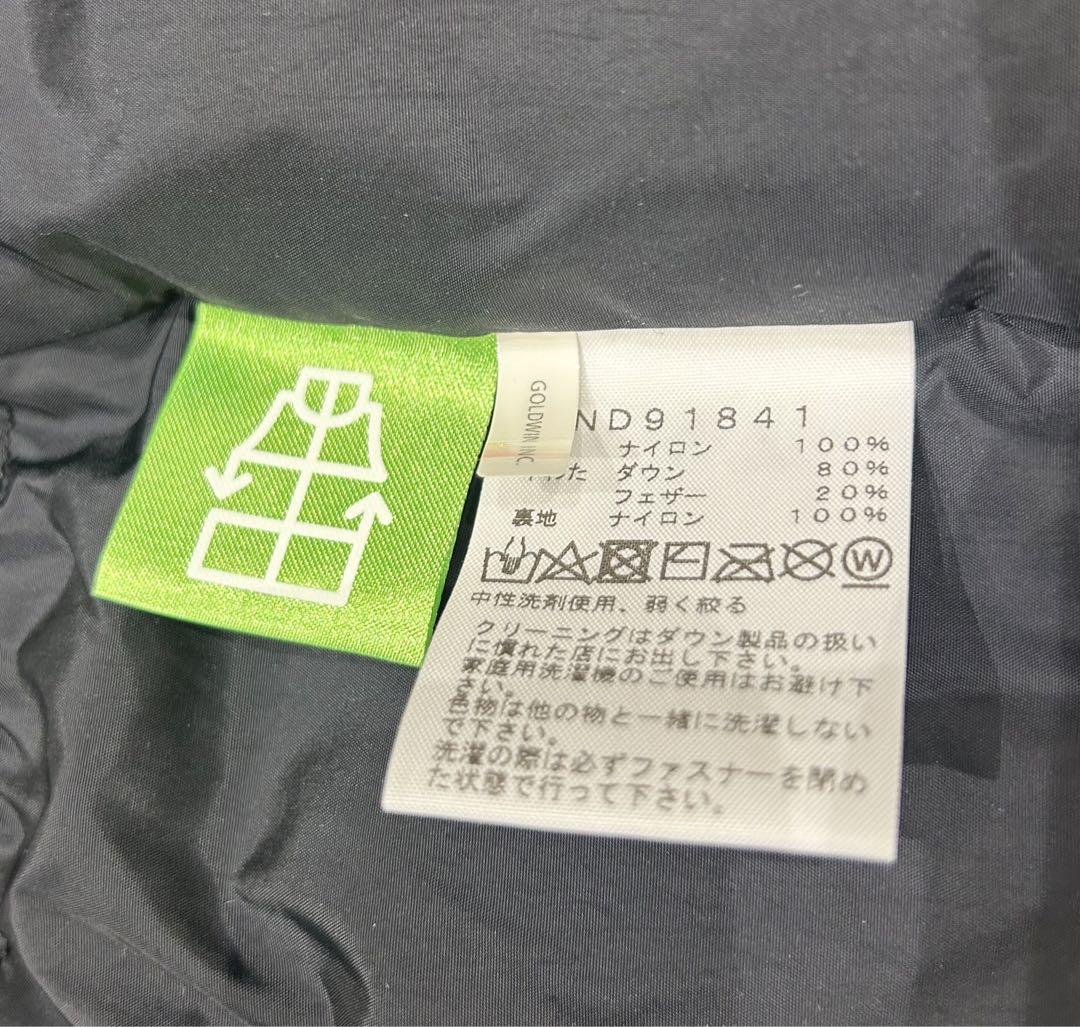 GOLDWIN INC
ND91841
ナイロン 100%
中わた ダウン 80%
フェザー 20%
裏地 ナイロン 100%
W
中性洗剤使用、弱く絞る
クリーニングはダウン製品の扱い
に慣れた店にお出し下さい。
家庭用洗濯機のご使用はお避け下
さい。
色物は他の物と一緒に洗濯しない
で下さい。
洗濯の際は必ずファスナーを閉め
た状態で行って下さい。